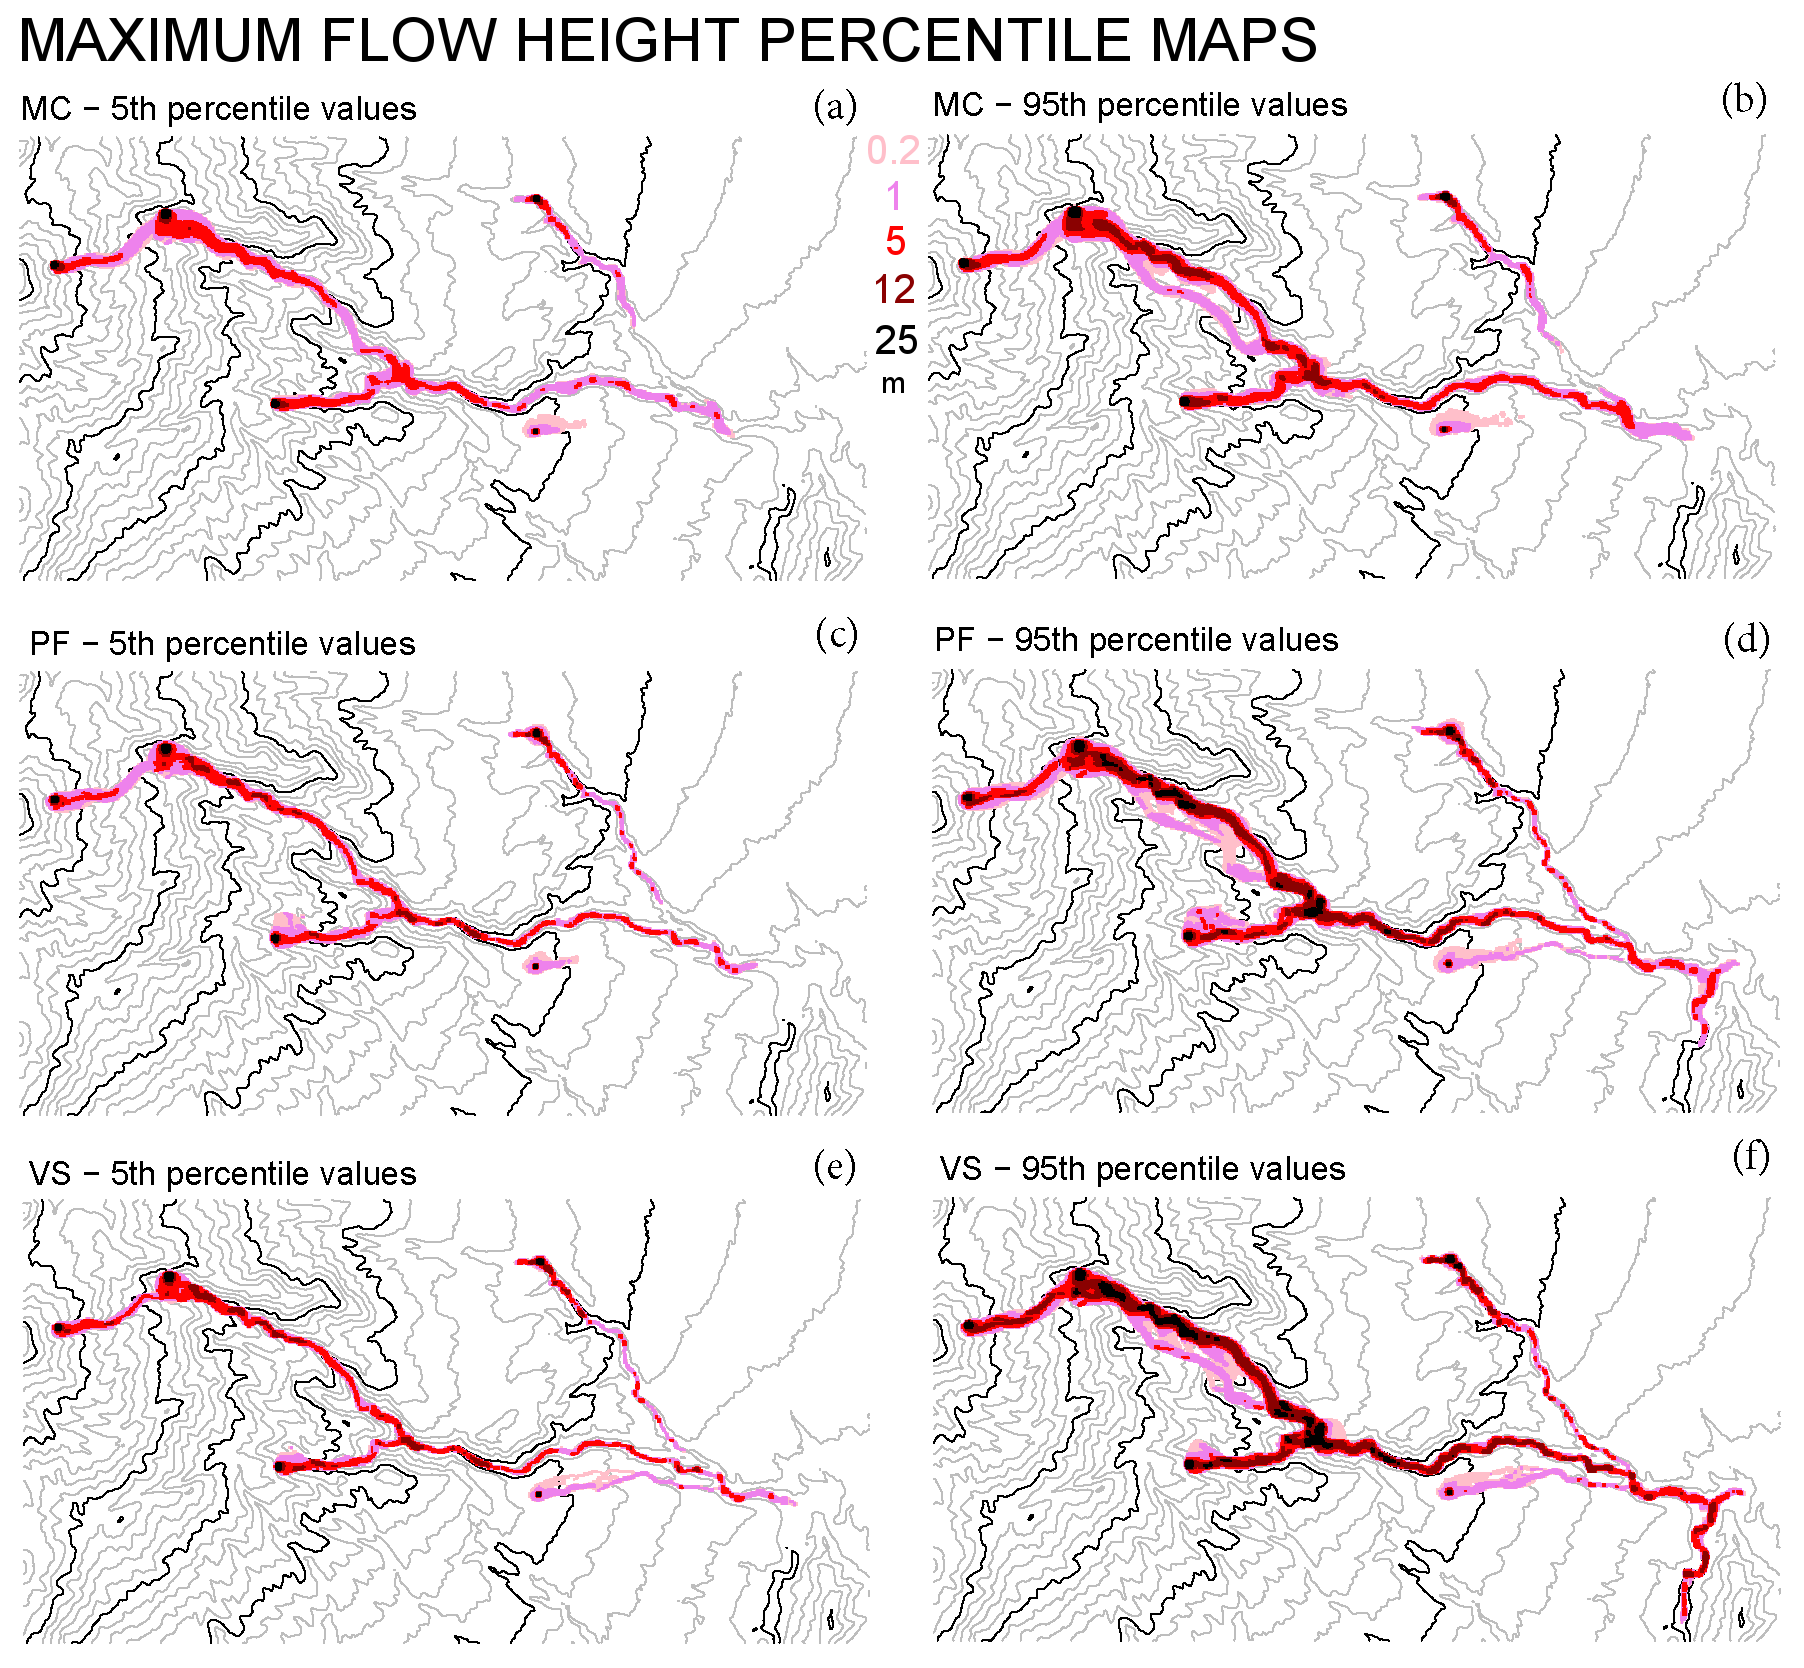 MAXIMUM FLOW HEIGHT PERCENTILE MAPS
MC − 5th percentile values
(a)
MC − 95th percentile values
(b)
0.2
1
5
12
25
m
PF − 5th percentile values
(c)
PF − 95th percentile values
(d)
VS − 5th percentile values
(e)
VS − 95th percentile values
(f)